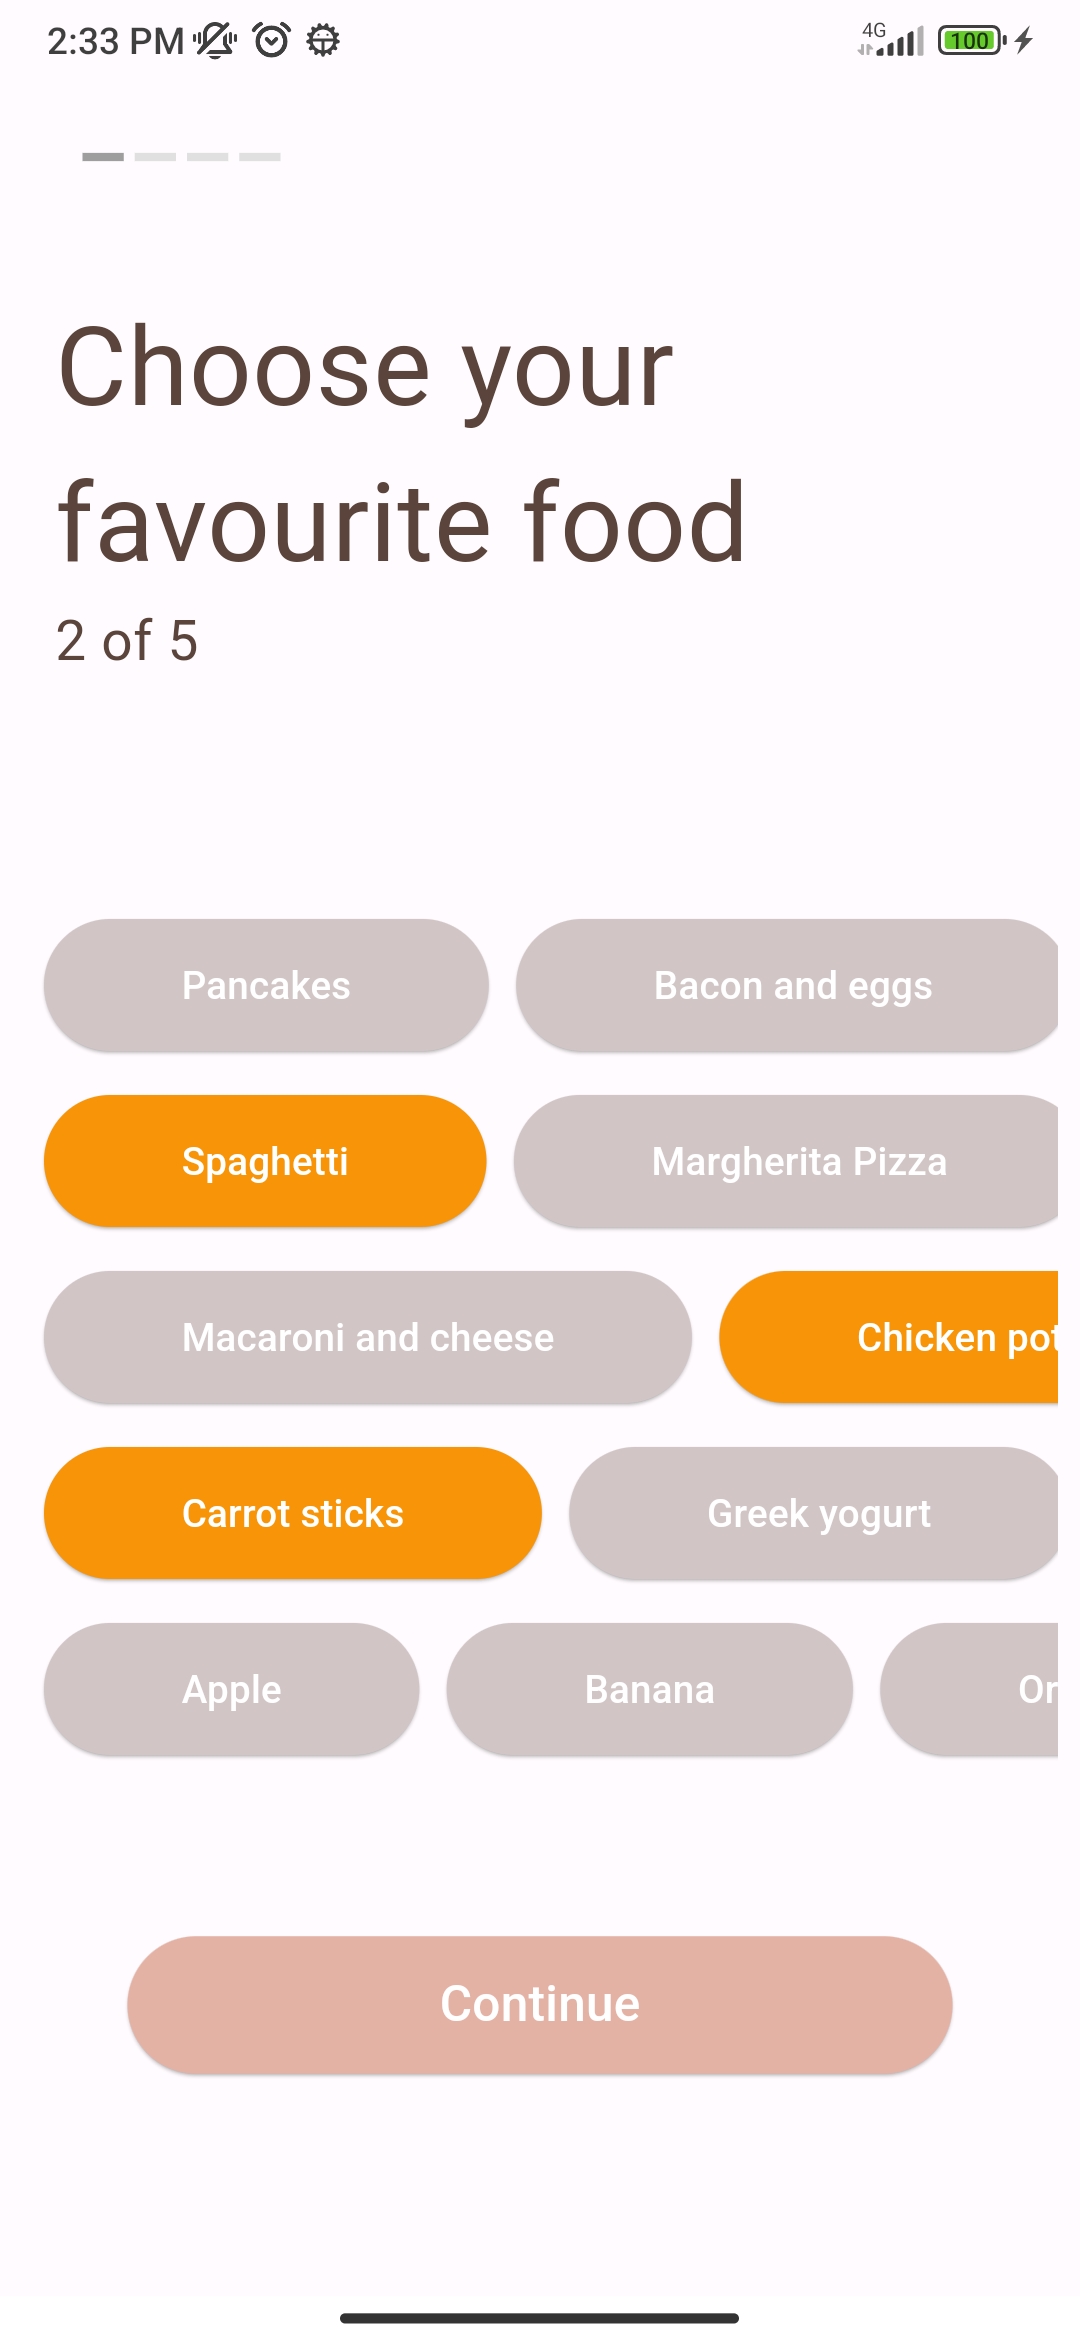 2:33 PM 4G 100
Choose your
favourite food
2 of 5
Pancakes Bacon and eggs
Spaghetti Margherita Pizza
Macaroni and cheese Chicken pot
Carrot sticks Greek yogurt
Apple Banana Or
Continue